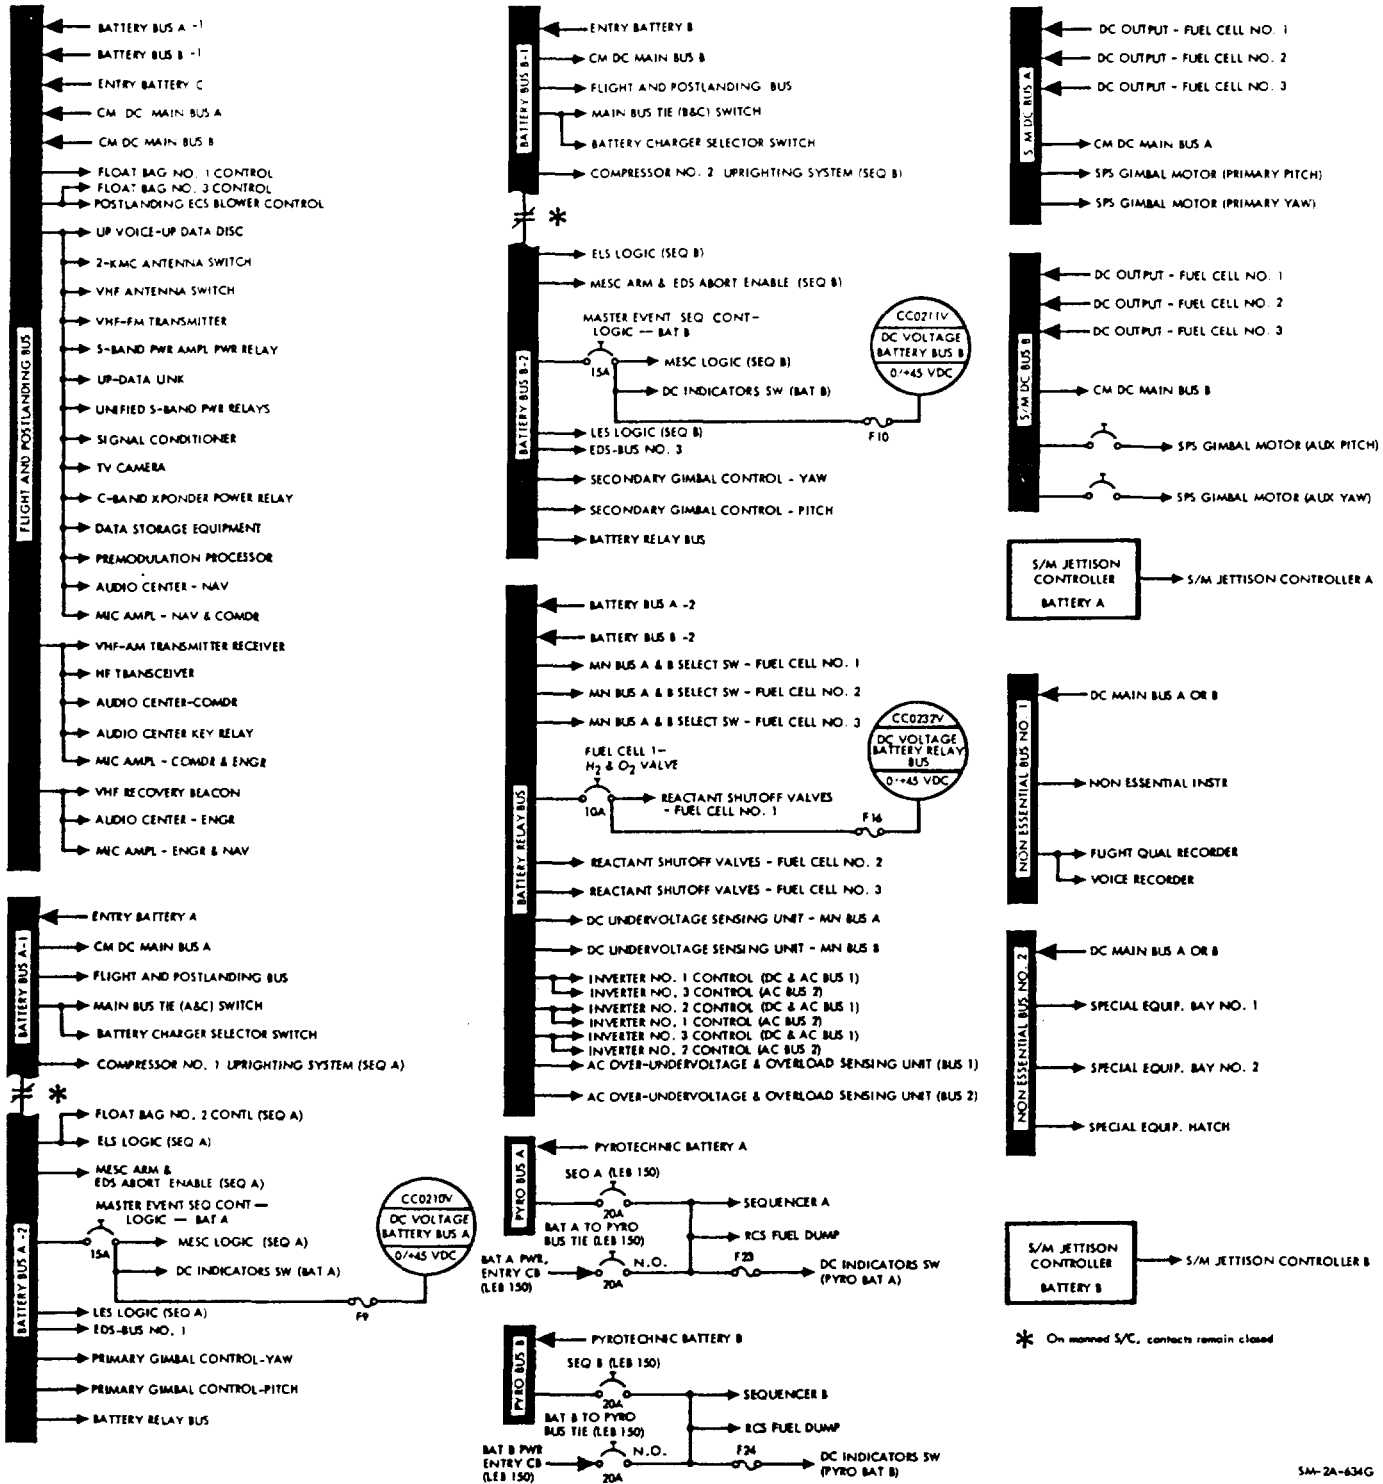 FLIGHT AND POSTLANDING BUS
BATTERY BUS A -1
BATTERY BUS B -1
ENTRY BATTERY C
CM DC MAIN BUS A
CM DC MAIN BUS B
FLOAT BAG NO. 1 CONTROL
FLOAT BAG NO. 3 CONTROL
POSTLANDING ECS BLOWER CONTROL
UP VOICE-UP DATA DISC
2-KMC ANTENNA SWITCH
VHF ANTENNA SWITCH
VHF-FM TRANSMITTER
S-BAND PWR AMPL PWR RELAY
UP-DATA LINK
UNIFIED S-BAND PWR RELAYS
SIGNAL CONDITIONER
TV CAMERA
C-BAND XPONDER POWER RELAY
DATA STORAGE EQUIPMENT
PREMODULATION PROCESSOR
AUDIO CENTER - NAV
MIC AMPL - NAV & COMDR
VHF-AM TRANSMITTER RECEIVER
HF TRANSCEIVER
AUDIO CENTER-COMDR
AUDIO CENTER KEY RELAY
MIC AMPL - COMDR & ENGR
VHF RECOVERY BEACON
AUDIO CENTER - ENGR
MIC AMPL - ENGR & NAV
BATTERY BUS A-1
ENTRY BATTERY A
CM DC MAIN BUS A
FLIGHT AND POSTLANDING BUS
MAIN BUS TIE (A&C) SWITCH
BATTERY CHARGER SELECTOR SWITCH
COMPRESSOR NO. 1 UPRIGHTING SYSTEM (SEQ A)
*
BATTERY BUS A -2
FLOAT BAG NO. 2 CONTL (SEQ A)
ELS LOGIC (SEQ A)
MESC ARM &
EDS ABORT ENABLE (SEQ A)
MASTER EVENT SEQ CONT -
LOGIC - BAT A
15A
MESC LOGIC (SEQ A)
DC INDICATORS SW (BAT A)
CC0210V
DC VOLTAGE
BATTERY BUS A
0/+45 VDC
F9
LES LOGIC (SEQ A)
EDS-BUS NO. 1
PRIMARY GIMBAL CONTROL-YAW
PRIMARY GIMBAL CONTROL-PITCH
BATTERY RELAY BUS
BATTERY BUS B-1
ENTRY BATTERY B
CM DC MAIN BUS B
FLIGHT AND POSTLANDING BUS
MAIN BUS TIE (B&C) SWITCH
BATTERY CHARGER SELECTOR SWITCH
COMPRESSOR NO. 2 UPRIGHTING SYSTEM (SEQ B)
*
BATTERY BUS B-2
ELS LOGIC (SEQ B)
MESC ARM & EDS ABORT ENABLE (SEQ B)
MASTER EVENT SEQ CONT-
LOGIC - BAT B
15A
MESC LOGIC (SEQ B)
DC INDICATORS SW (BAT B)
CC0211V
DC VOLTAGE
BATTERY BUS B
0/+45 VDC
F10
LES LOGIC (SEQ B)
EDS-BUS NO. 3
SECONDARY GIMBAL CONTROL - YAW
SECONDARY GIMBAL CONTROL - PITCH
BATTERY RELAY BUS
BATTERY RELAY BUS
BATTERY BUS A -2
BATTERY BUS B -2
MN BUS A & B SELECT SW - FUEL CELL NO. 1
MN BUS A & B SELECT SW - FUEL CELL NO. 2
MN BUS A & B SELECT SW - FUEL CELL NO. 3
FUEL CELL 1-
H2 & O2 VALVE
10A
REACTANT SHUTOFF VALVES
- FUEL CELL NO. 1
CC0232V
DC VOLTAGE
BATTERY RELAY
BUS
0/+45 VDC
F16
REACTANT SHUTOFF VALVES - FUEL CELL NO. 2
REACTANT SHUTOFF VALVES - FUEL CELL NO. 3
DC UNDERVOLTAGE SENSING UNIT - MN BUS A
DC UNDERVOLTAGE SENSING UNIT - MN BUS B
INVERTER NO. 1 CONTROL (DC & AC BUS 1)
INVERTER NO. 3 CONTROL (AC BUS 2)
INVERTER NO. 2 CONTROL (DC & AC BUS 1)
INVERTER NO. 1 CONTROL (AC BUS 2)
INVERTER NO. 3 CONTROL (DC & AC BUS 1)
INVERTER NO. 2 CONTROL (AC BUS 2)
AC OVER-UNDERVOLTAGE & OVERLOAD SENSING UNIT (BUS 1)
AC OVER-UNDERVOLTAGE & OVERLOAD SENSING UNIT (BUS 2)
PYRO BUS A
PYROTECHNIC BATTERY A
SEQ A (LEB 150)
20A
SEQUENCER A
RCS FUEL DUMP
BAT A TO PYRO
BUS TIE (LEB 150)
BAT A PWR,
ENTRY CB
(LEB 150)
N.O.
20A
F23
DC INDICATORS SW
(PYRO BAT A)
PYRO BUS B
PYROTECHNIC BATTERY B
SEQ B (LEB 150)
20A
SEQUENCER B
RCS FUEL DUMP
BAT B TO PYRO
BUS TIE (LEB 150)
BAT B PWR
ENTRY CB
(LEB 150)
N.O.
20A
F24
DC INDICATORS SW
(PYRO BAT B)
S/M DC BUS A
DC OUTPUT - FUEL CELL NO. 1
DC OUTPUT - FUEL CELL NO. 2
DC OUTPUT - FUEL CELL NO. 3
CM DC MAIN BUS A
SPS GIMBAL MOTOR (PRIMARY PITCH)
SPS GIMBAL MOTOR (PRIMARY YAW)
S/M DC BUS B
DC OUTPUT - FUEL CELL NO. 1
DC OUTPUT - FUEL CELL NO. 2
DC OUTPUT - FUEL CELL NO. 3
CM DC MAIN BUS B
SPS GIMBAL MOTOR (AUX PITCH)
SPS GIMBAL MOTOR (AUX YAW)
S/M JETTISON
CONTROLLER
BATTERY A
S/M JETTISON CONTROLLER A
NON ESSENTIAL BUS NO. 1
DC MAIN BUS A OR B
NON ESSENTIAL INSTR
FLIGHT QUAL RECORDER
VOICE RECORDER
NON ESSENTIAL BUS NO. 2
DC MAIN BUS A OR B
SPECIAL EQUIP. BAY NO. 1
SPECIAL EQUIP. BAY NO. 2
SPECIAL EQUIP. HATCH
S/M JETTISON
CONTROLLER
BATTERY B
S/M JETTISON CONTROLLER B
* On manned S/C, contacts remain closed
SM-2A-634G